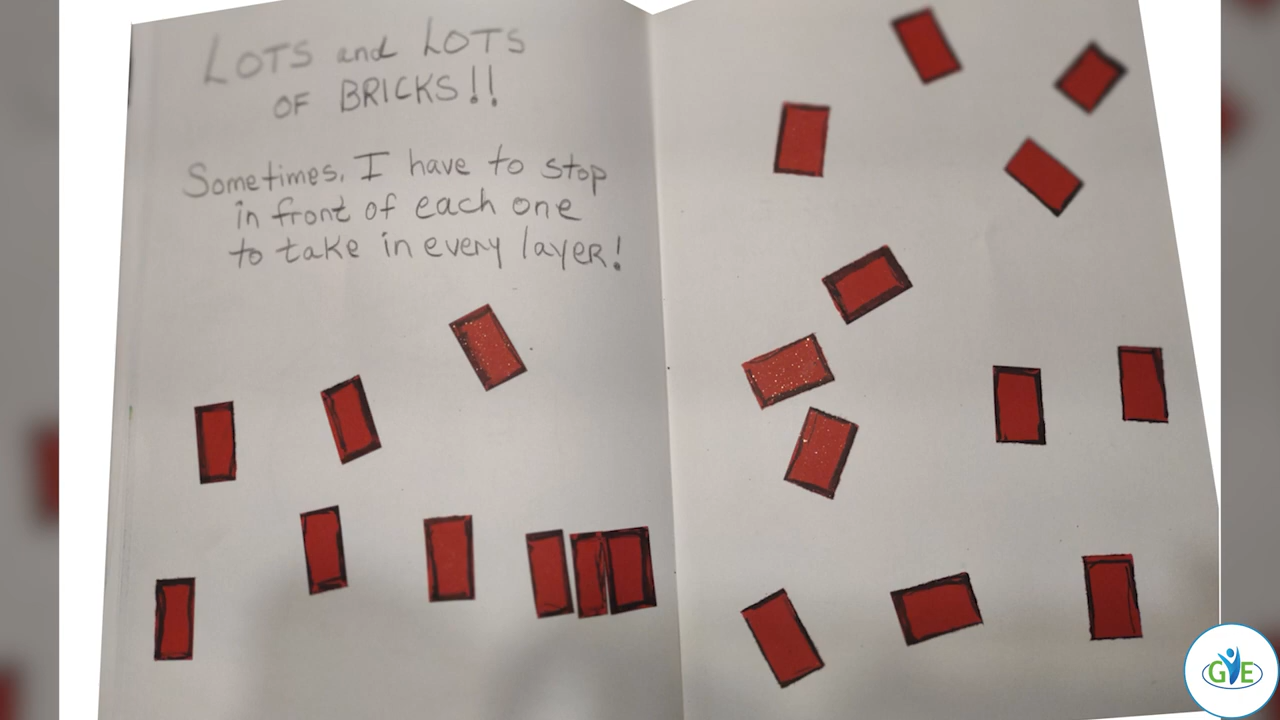 LOTS and LOTS
OF BRICKS!!
Sometimes, I have to stop
in front of each one
to take in every layer!
GYE